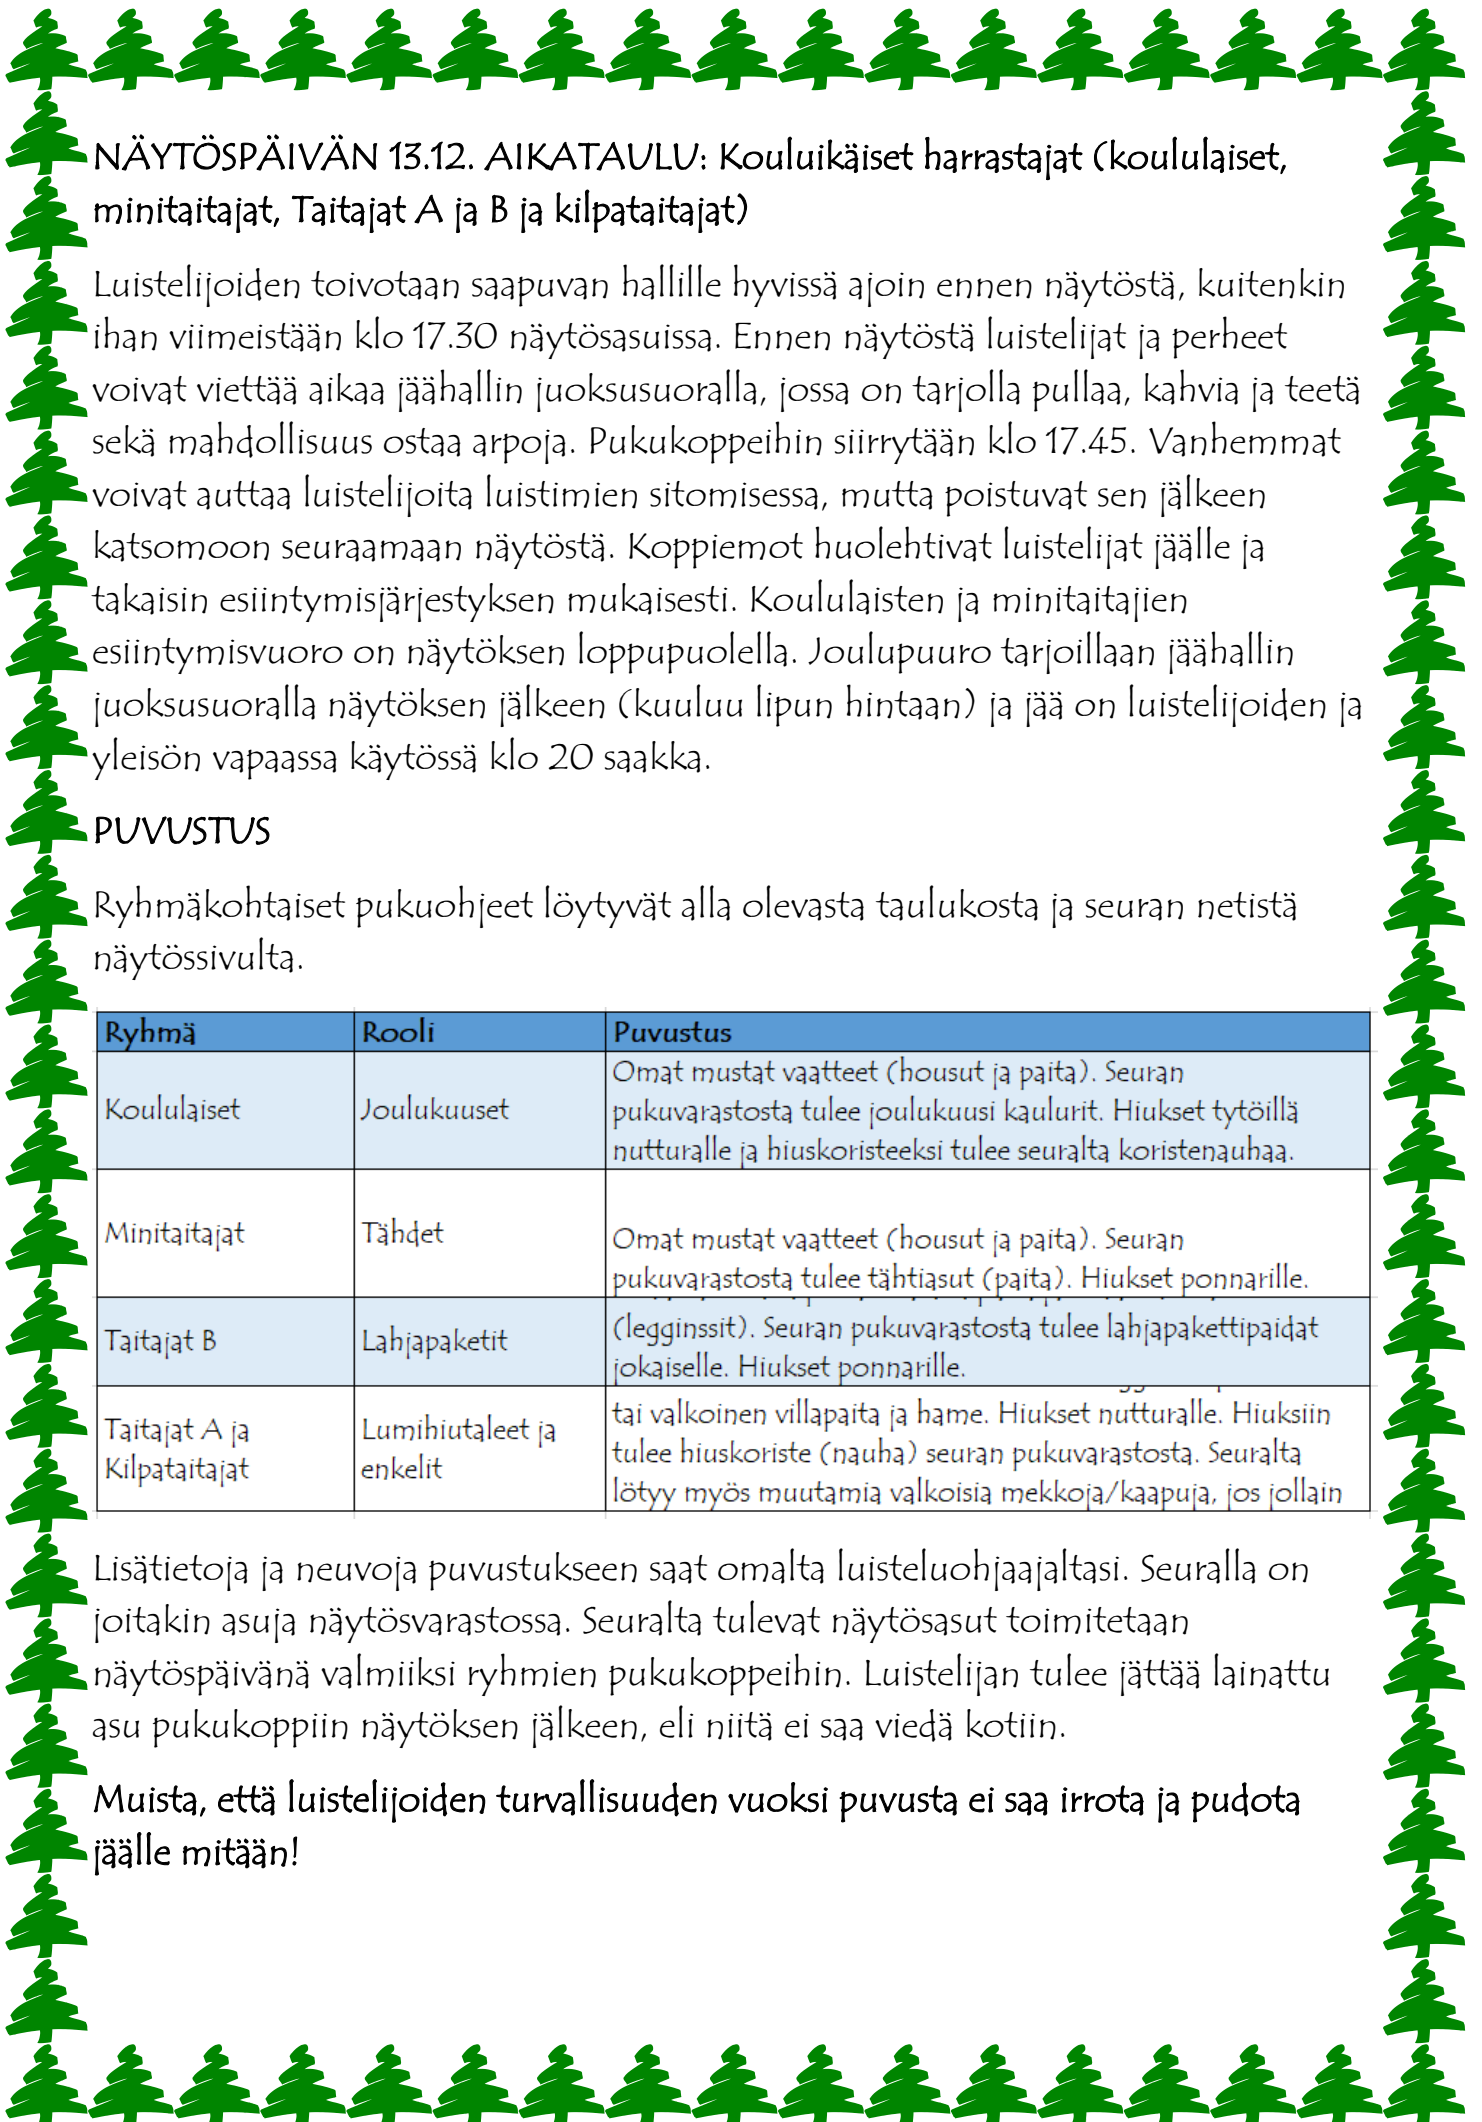 NÄYTÖSPÄIVÄN 13.12. AIKATAULU: Kouluikäiset harrastajat (koululaiset,
minitaitajat, Taitajat A ja B ja kilpataitajat)
Luistelijoiden toivotaan saapuvan hallille hyvissä ajoin ennen näytöstä, kuitenkin
ihan viimeistään klo 17.30 näytösasuissa. Ennen näytöstä luistelijat ja perheet
voivat viettää aikaa jäähallin juoksusuoralla, jossa on tarjolla pullaa, kahvia ja teetä
sekä mahdollisuus ostaa arpoja. Pukukoppeihin siirrytään klo 17.45. Vanhemmat
voivat auttaa luistelijoita luistimien sitomisessa, mutta poistuvat sen jälkeen
katsomoon seuraamaan näytöstä. Koppiemot huolehtivat luistelijat jäälle ja
takaisin esiintymisjärjestyksen mukaisesti. Koululaisten ja minitaitajien
esiintymisvuoro on näytöksen loppupuolella. Joulupuuro tarjoillaan jäähallin
juoksusuoralla näytöksen jälkeen (kuuluu lipun hintaan) ja jää on luistelijoiden ja
yleisön vapaassa käytössä klo 20 saakka.
PUVUSTUS
Ryhmäkohtaiset pukuohjeet löytyvät alla olevasta taulukosta ja seuran netistä
näytössivulta.
Ryhmä Rooli Puvustus
Koululaiset Joulukuuset Omat mustat vaatteet (housut ja paita). Seuran
pukuvarastosta tulee joulukuusi kaulurit. Hiukset tytöillä
nutturalle ja hiuskoristeeksi tulee seuralta koristenauhaa.
Minitaitajat Tähdet Omat mustat vaatteet (housut ja paita). Seuran
pukuvarastosta tulee tähtiasut (paita). Hiukset ponnarille.
Taitajat B Lahjapaketit (legginssit). Seuran pukuvarastosta tulee lahjapakettipaidat
jokaiselle. Hiukset ponnarille.
Taitajat A ja Lumihiutaleet ja tai valkoinen villapaita ja hame. Hiukset nutturalle. Hiuksiin
Kilpataitajat enkelit tulee hiuskoriste (nauha) seuran pukuvarastosta. Seuralta
lötyy myös muutamia valkoisia mekkoja/kaapuja, jos jollain
Lisätietoja ja neuvoja puvustukseen saat omalta luisteluohjaajaltasi. Seuralla on
joitakin asuja näytösvarastossa. Seuralta tulevat näytösasut toimitetaan
näytöspäivänä valmiiksi ryhmien pukukoppeihin. Luistelijan tulee jättää lainattu
asu pukukoppiin näytöksen jälkeen, eli niitä ei saa viedä kotiin.
Muista, että luistelijoiden turvallisuuden vuoksi puvusta ei saa irrota ja pudota
jäälle mitään!